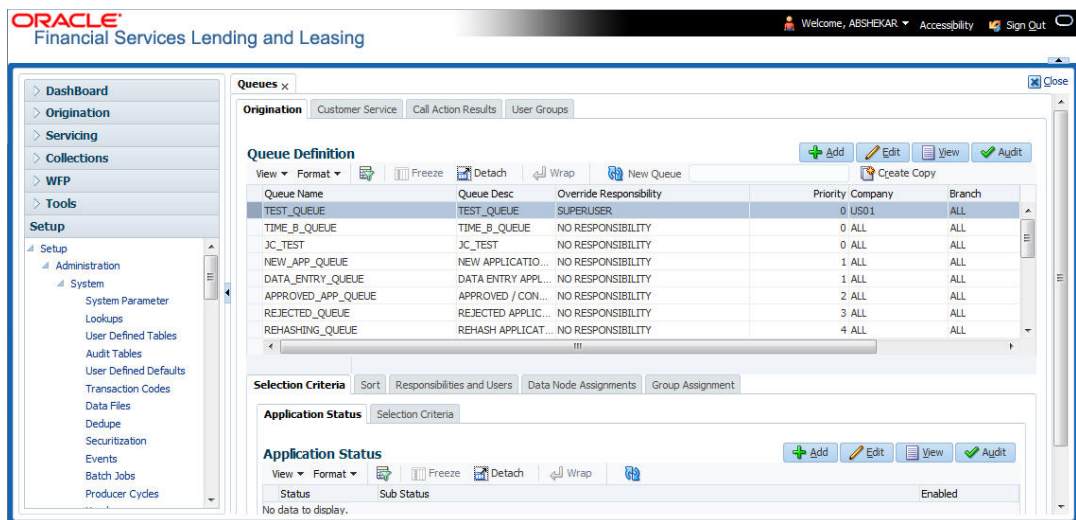 ORACLE
Financial Services Lending and Leasing
Welcome, ABSHEKAR Accessibility Sign Out
DashBoard
Origination
Servicing
Collections
WFP
Tools
Setup
Setup
Administration
System
System Parameter
Lookups
User Defined Tables
Audit Tables
User Defined Defaults
Transaction Codes
Data Files
Dedupe
Securitization
Events
Batch Jobs
Producer Cycles
Queues
Close
Origination Customer Service Call Action Results User Groups
Queue Definition Add Edit View Audit
View Format Freeze Detach Wrap New Queue Create Copy
Queue Name Queue Desc Override Responsibility Priority Company Branch
TEST_QUEUE TEST_QUEUE SUPERUSER 0 US01 ALL
TIME_B_QUEUE TIME_B_QUEUE NO RESPONSIBILITY 0 ALL ALL
JC_TEST JC_TEST NO RESPONSIBILITY 0 ALL ALL
NEW_APP_QUEUE NEW APPLICATIO... NO RESPONSIBILITY 1 ALL ALL
DATA_ENTRY_QUEUE DATA ENTRY APPL... NO RESPONSIBILITY 1 ALL ALL
APPROVED_APP_QUEUE APPROVED / CON... NO RESPONSIBILITY 2 ALL ALL
REJECTED_QUEUE REJECTED APPLIC... NO RESPONSIBILITY 3 ALL ALL
REHASHING_QUEUE REHASH APPLICAT... NO RESPONSIBILITY 4 ALL ALL
Selection Criteria Sort Responsibilities and Users Data Node Assignments Group Assignment
Application Status Selection Criteria
Application Status Add Edit View Audit
View Format Freeze Detach Wrap
Status Sub Status Enabled
No data to display.